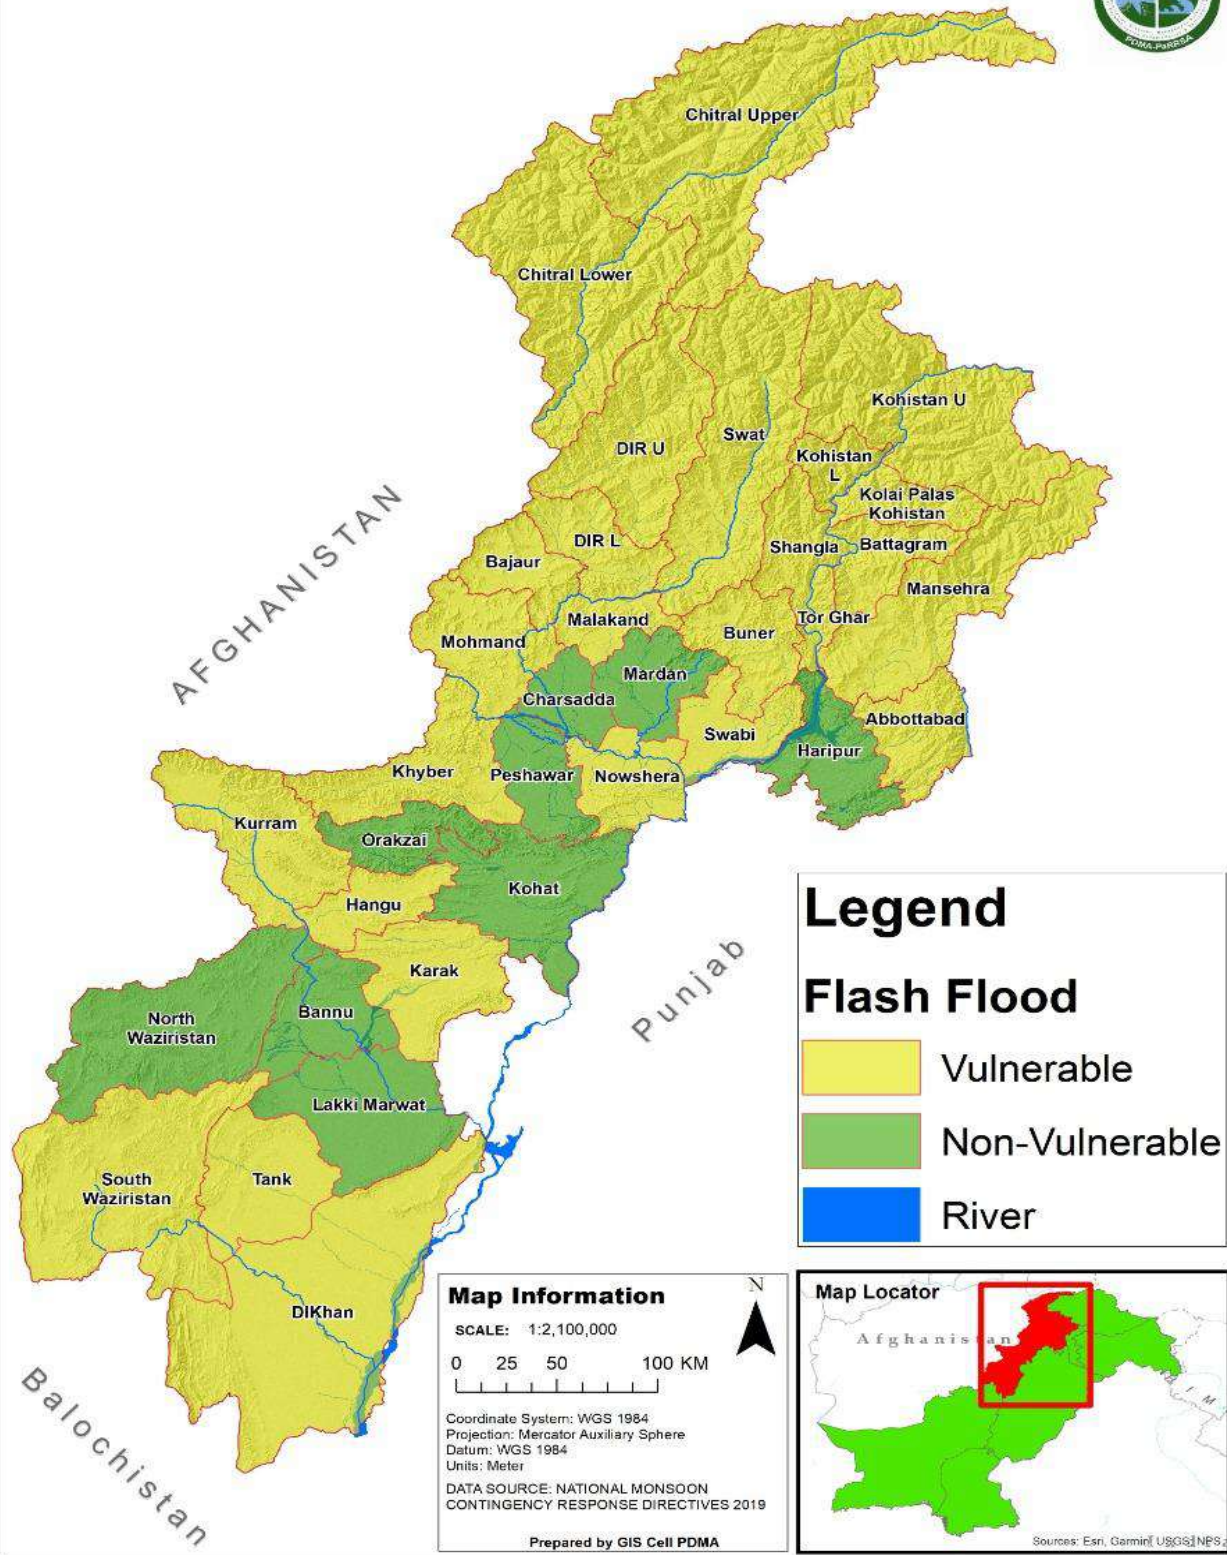 PDMA-PaRRSA
Chitral Upper
Chitral Lower
Kohistan U
DIR U
Swat
Kohistan
L
Kolai Palas
Kohistan
DIR L
Shangla
Battagram
Bajaur
Mansehra
Malakand
Tor Ghar
Buner
Mohmand
Mardan
Charsadda
Abbottabad
Swabi
Haripur
Khyber
Peshawar
Nowshera
Kurram
Orakzai
Kohat
Hangu
Karak
Bannu
North
Waziristan
Lakki Marwat
South
Waziristan
Tank
DIKhan
AFGHANISTAN
Punjab
Balochistan
Legend
Flash Flood
Vulnerable
Non-Vulnerable
River
Map Information
N
SCALE: 1:2,100,000
0 25 50 100 KM
Coordinate System: WGS 1984
Projection: Mercator Auxiliary Sphere
Datum: WGS 1984
Units: Meter
DATA SOURCE: NATIONAL MONSOON
CONTINGENCY RESPONSE DIRECTIVES 2019
Prepared by GIS Cell PDMA
Map Locator
Afghanistan
Sources: Esri, Garmin, USGS, NPS